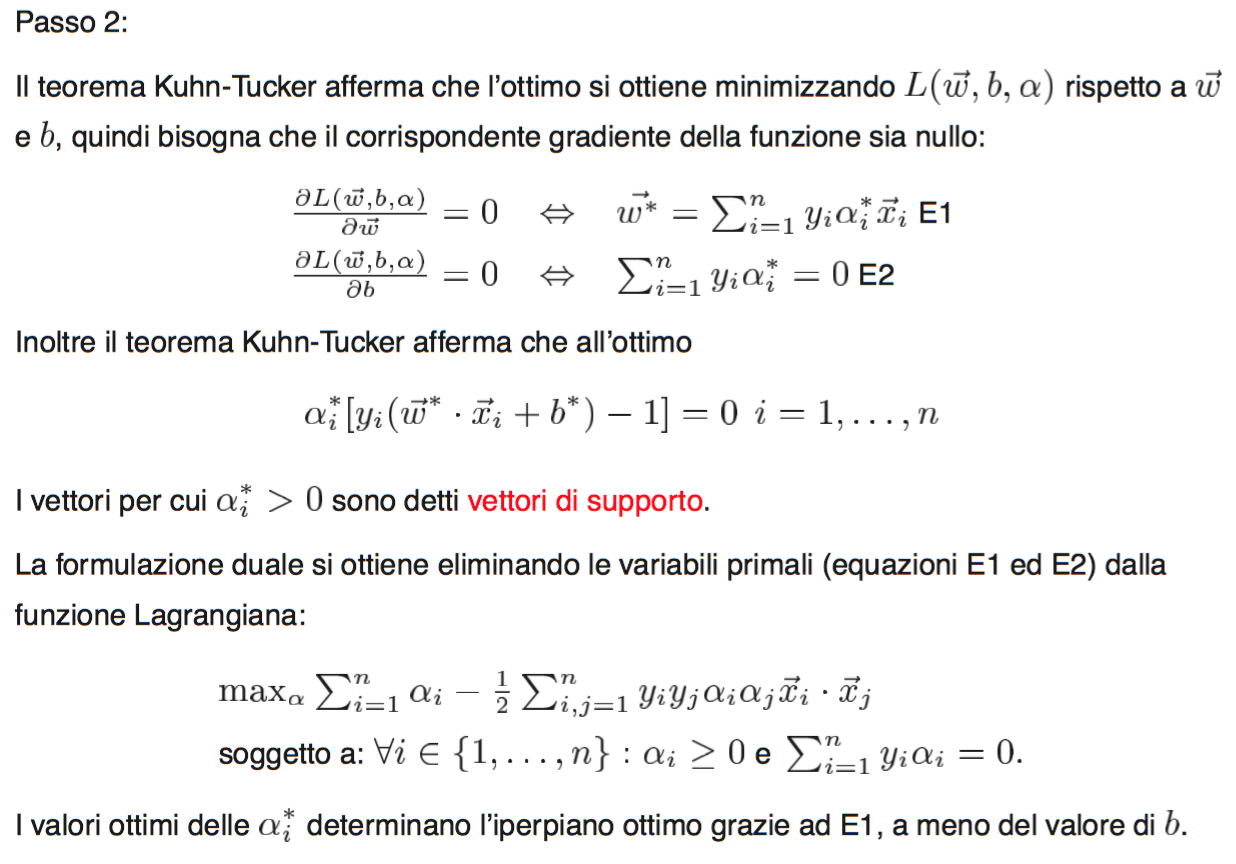 Passo 2:
Il teorema Kuhn-Tucker afferma che l'ottimo si ottiene minimizzando $L(\vec{w}, b, \alpha)$ rispetto a $\vec{w}$
e $b$, quindi bisogna che il corrispondente gradiente della funzione sia nullo:
$\frac{\partial L(\vec{w},b,\alpha)}{\partial \vec{w}} = 0 \quad \Leftrightarrow \quad \vec{w^*} = \sum_{i=1}^{n} y_i \alpha_i^* \vec{x}_i$ E1
$\frac{\partial L(\vec{w},b,\alpha)}{\partial b} = 0 \quad \Leftrightarrow \quad \sum_{i=1}^{n} y_i \alpha_i^* = 0$ E2
Inoltre il teorema Kuhn-Tucker afferma che all'ottimo
$\alpha_i^*[y_i(\vec{w}^* \cdot \vec{x}_i + b^*) - 1] = 0 \;\; i = 1, \ldots, n$
I vettori per cui $\alpha_i^* > 0$ sono detti vettori di supporto.
La formulazione duale si ottiene eliminando le variabili primali (equazioni E1 ed E2) dalla
funzione Lagrangiana:
$\max_\alpha \sum_{i=1}^{n} \alpha_i - \frac{1}{2} \sum_{i,j=1}^{n} y_i y_j \alpha_i \alpha_j \vec{x}_i \cdot \vec{x}_j$
soggetto a: $\forall i \in \{1, \ldots, n\} : \alpha_i \geq 0$ e $\sum_{i=1}^{n} y_i \alpha_i = 0.$
I valori ottimi delle $\alpha_i^*$ determinano l'iperpiano ottimo grazie ad E1, a meno del valore di $b$.